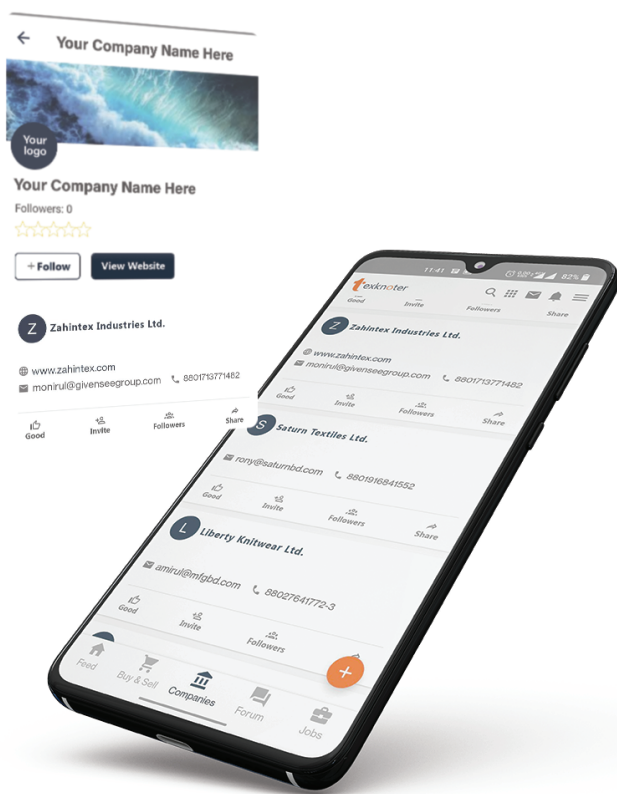 Your Company Name Here
Your
logo
Your Company Name Here
Followers: 0
+ Follow
View Website
Z
Zahintex Industries Ltd.
www.zahintex.com
monirul@givenseegroup.com
8801713771482
Good
Invite
Followers
Share
11:41
82%
texknoter
Good
Invite
Followers
Share
Z
Zahintex Industries Ltd.
www.zahintex.com
monirul@givenseegroup.com
8801713771482
Good
Invite
Followers
Share
S
Saturn Textiles Ltd.
rony@saturnbd.com
8801916841552
Good
Invite
Followers
Share
L
Liberty Knitwear Ltd.
amirul@mfgbd.com
88027641772-3
Good
Invite
Followers
+
Feed
Buy & Sell
Companies
Forum
Jobs